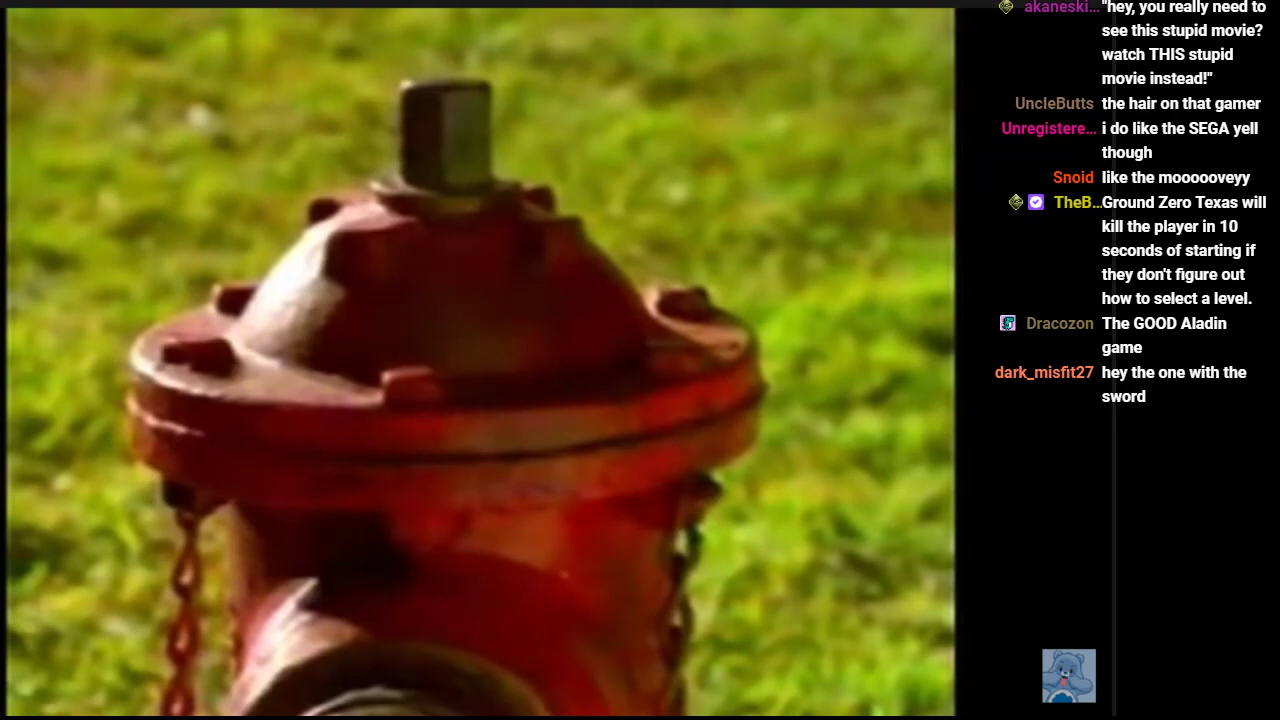 akaneski... "hey, you really need to
see this stupid movie?
watch THIS stupid
movie instead!"
UncleButts the hair on that gamer
Unregistere... i do like the SEGA yell
though
Snoid like the moooooveyy
TheB... Ground Zero Texas will
kill the player in 10
seconds of starting if
they don't figure out
how to select a level.
Dracozon The GOOD Aladin
game
dark_misfit27 hey the one with the
sword